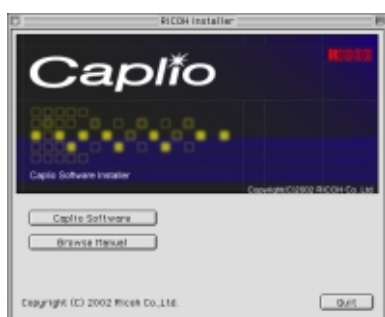 RICOH Installer
Caplio
RICOH
Caplio Software Installer
Copyright(C)2002 RICOH Co., Ltd.
Caplio Software
Browse Manual
Copyright (C) 2002 Ricoh Co.,Ltd.
Quit